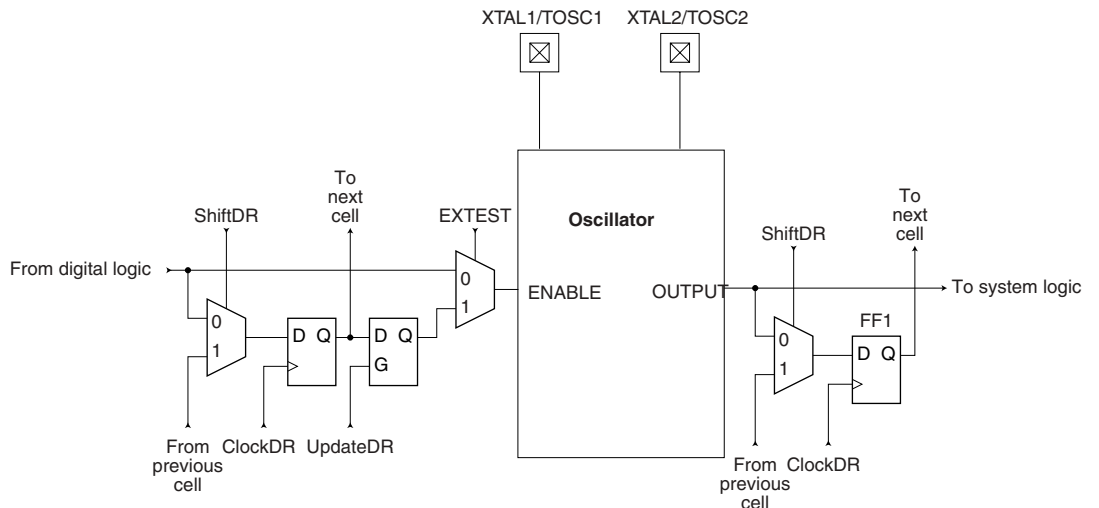 XTAL1/TOSC1
XTAL2/TOSC2
To
next
cell
ShiftDR
EXTEST
Oscillator
To
next
cell
ShiftDR
From digital logic
0
1
0
1
D Q
D Q
G
ENABLE
OUTPUT
To system logic
FF1
0
1
D Q
From
previous
cell
ClockDR
UpdateDR
From
previous
cell
ClockDR